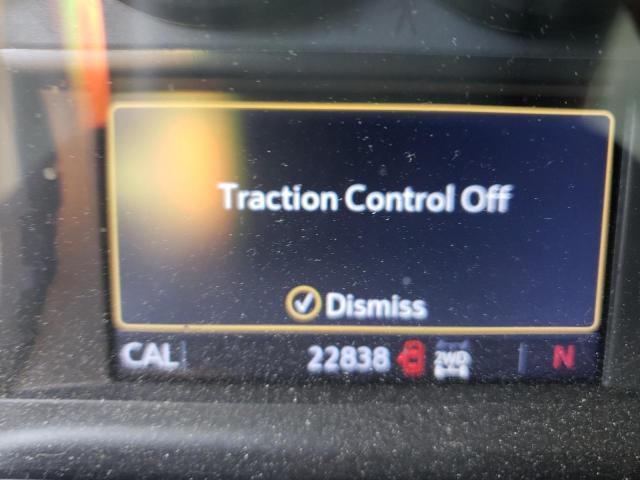 Traction Control Off
Dismiss
CAL 22838 2WD N